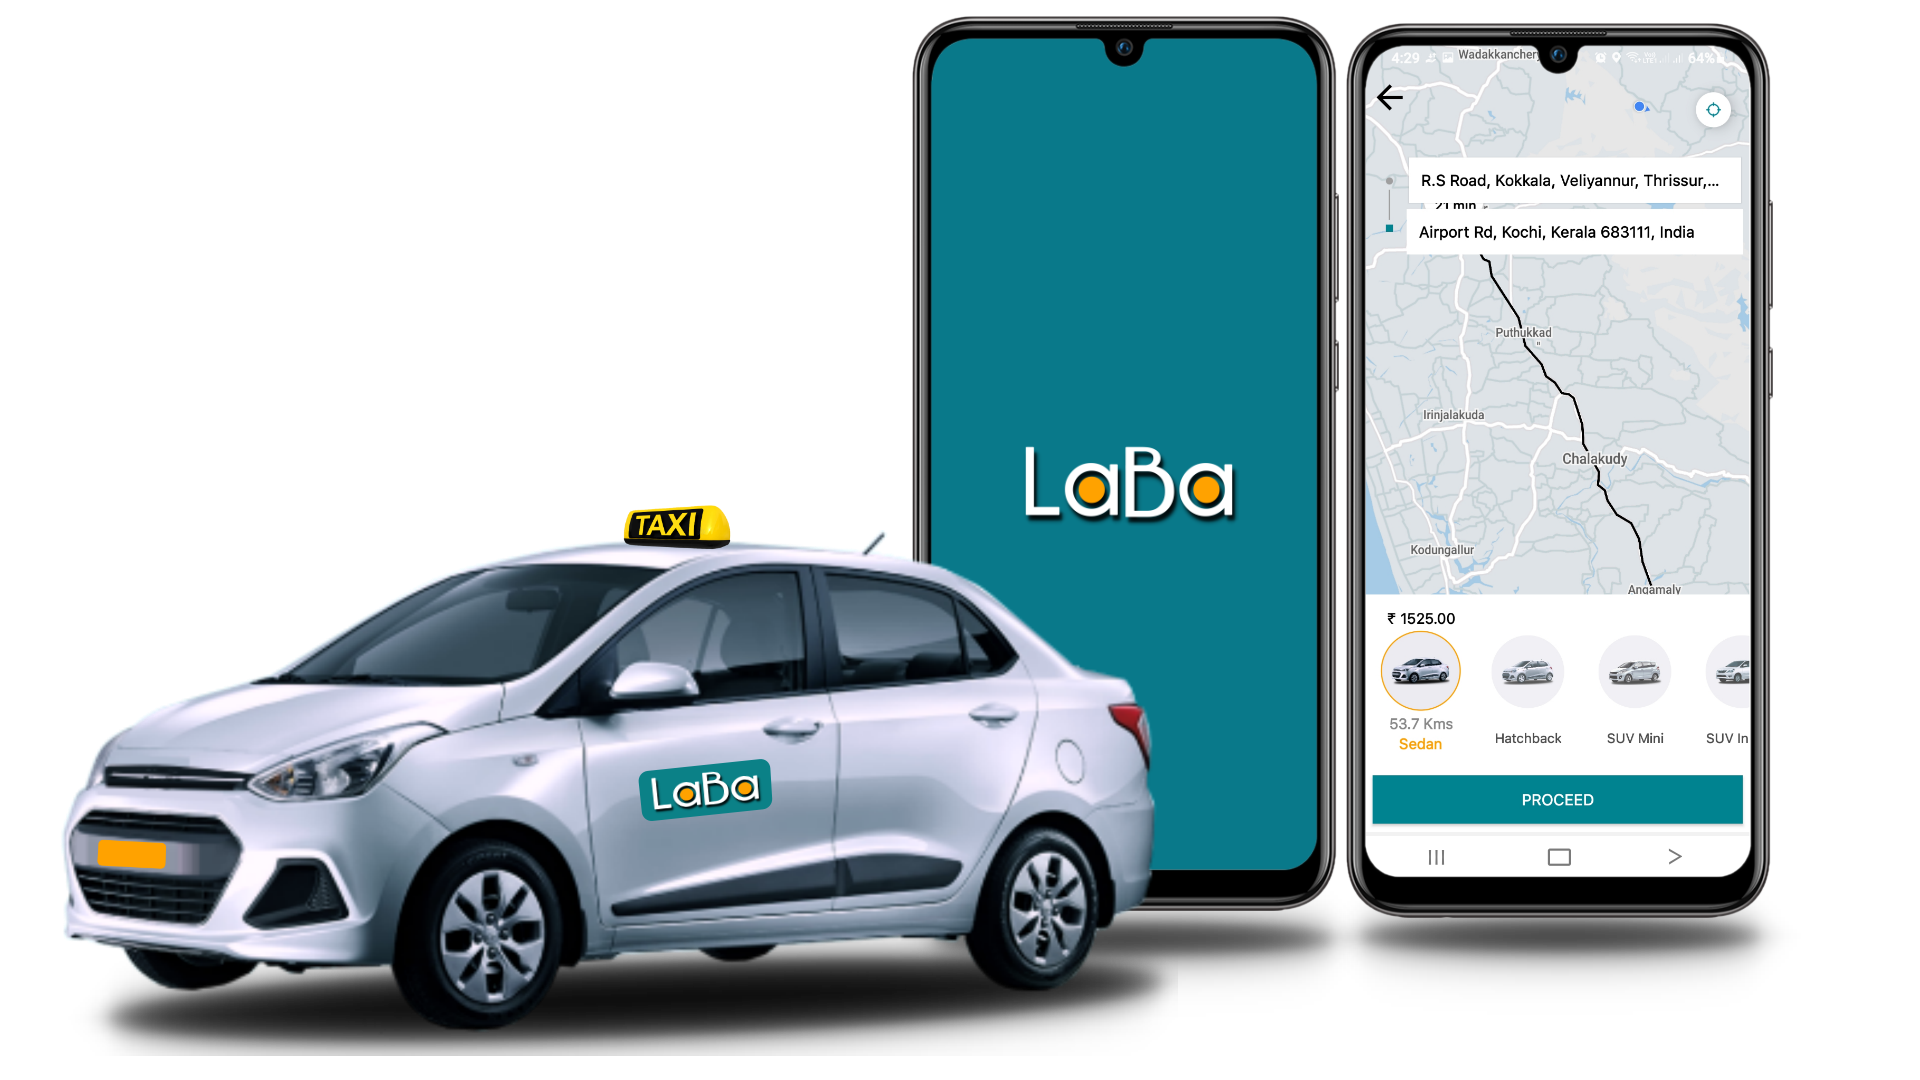 TAXI
LaBa
LaBa
4:29
64%
Wadakkancher
R.S Road, Kokkala, Veliyannur, Thrissur,...
21 min
Airport Rd, Kochi, Kerala 683111, India
Puthukkad
Irinjalakuda
Chalakudy
Kodungallur
Angamaly
₹ 1525.00
53.7 Kms
Sedan
Hatchback
SUV Mini
SUV In
PROCEED